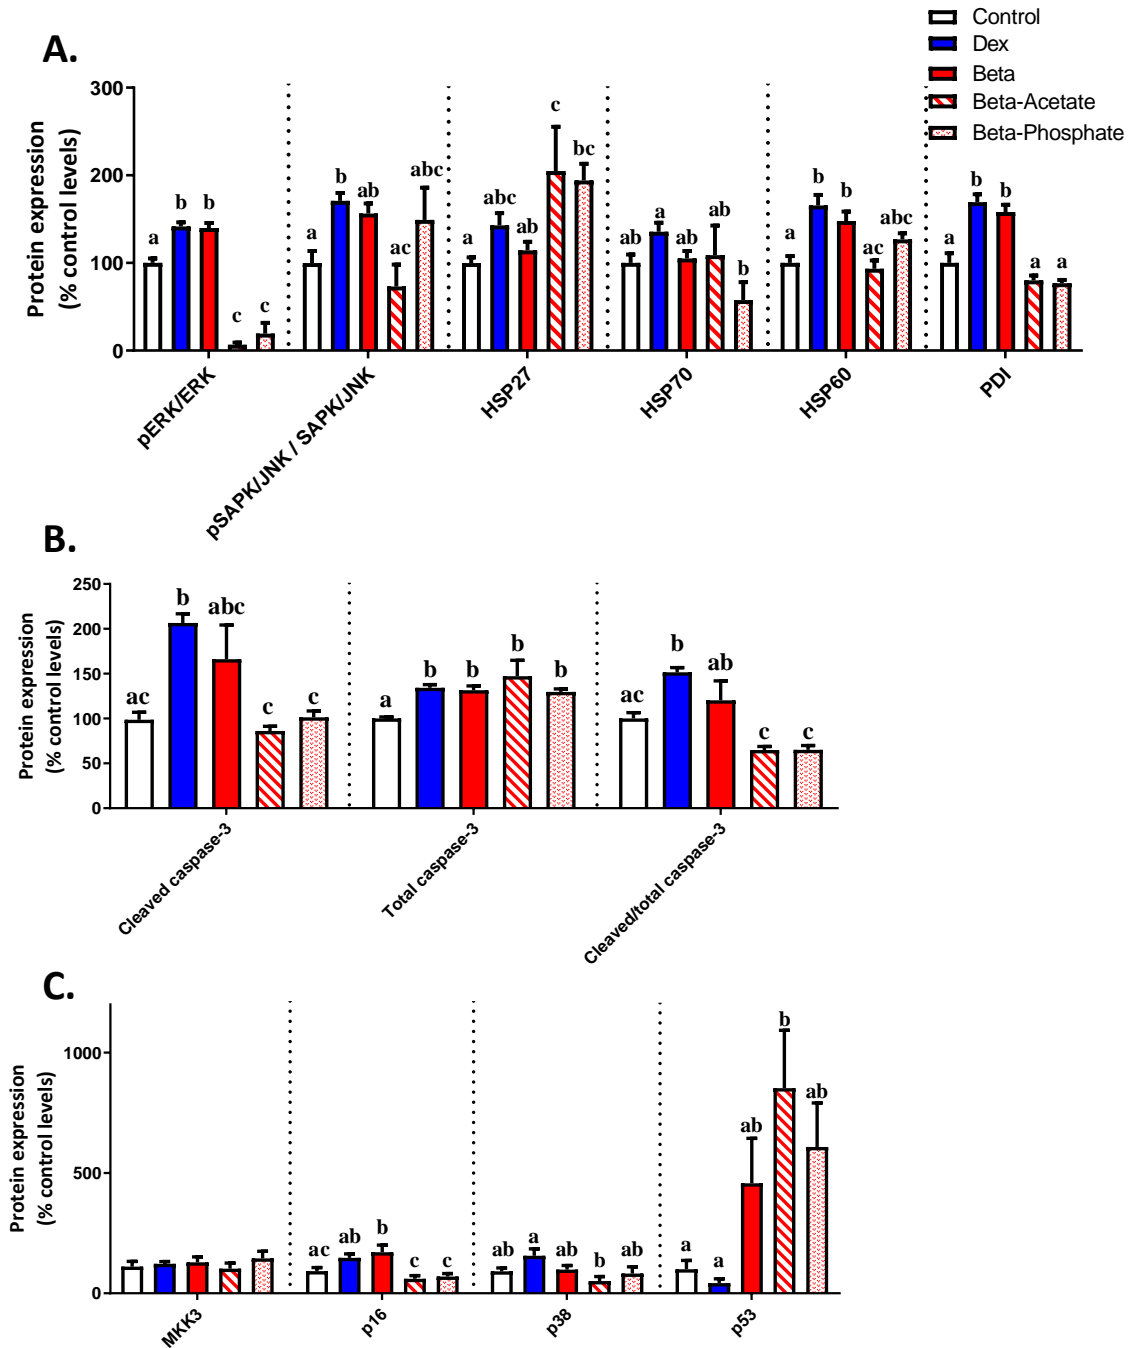 Control
Dex
Beta
Beta-Acetate
Beta-Phosphate
A.
Protein expression
(% control levels)
300
200
100
0
a b b c c
a b ab ac abc
a abc ab c bc
ab a ab ab b
a b b ac abc
a b b a a
pERK/ERK
pSAPK/JNK / SAPK/JNK
HSP27
HSP70
HSP60
PDI
B.
Protein expression
(% control levels)
250
200
150
100
50
0
ac b abc c c
a b b b b
ac b ab c c
Cleaved caspase-3
Total caspase-3
Cleaved/total caspase-3
C.
Protein expression
(% control levels)
1000
500
0
ac ab b c c
ab a ab b ab
a a ab b ab
MKK3
p16
p38
p53